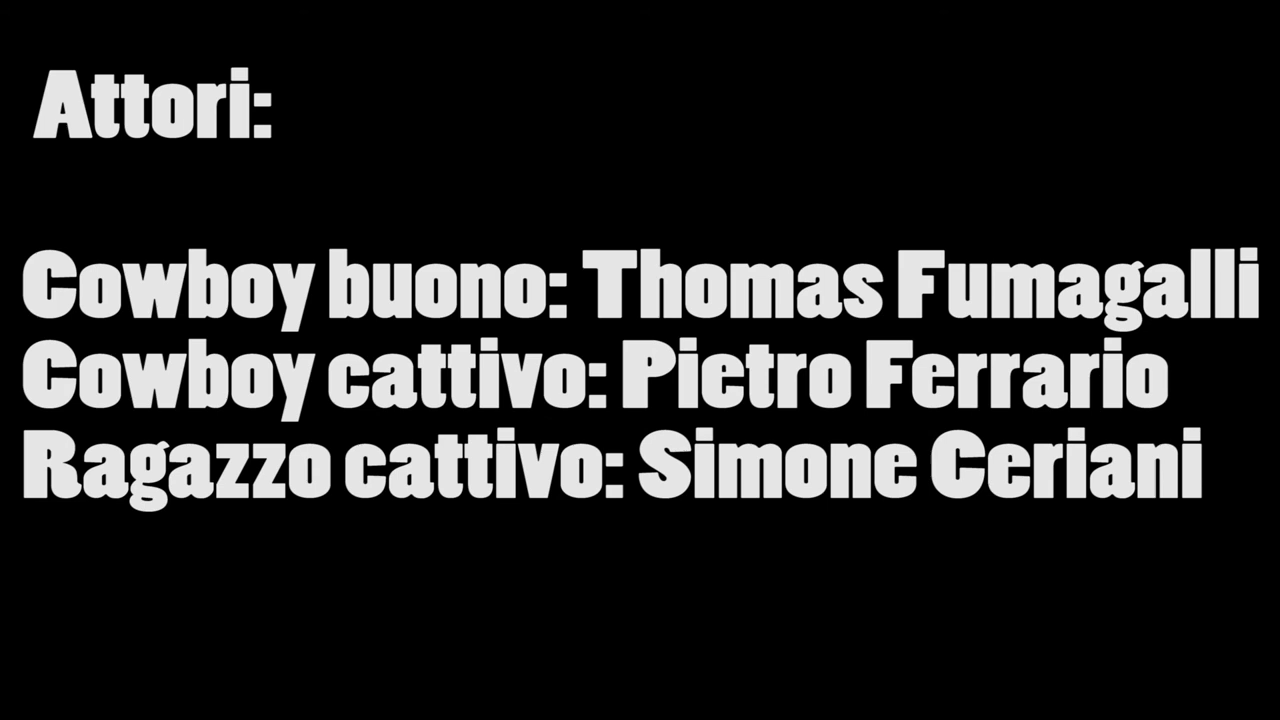 Attori:
Cowboy buono: Thomas Fumagalli
Cowboy cattivo: Pietro Ferrario
Ragazzo cattivo: Simone Ceriani